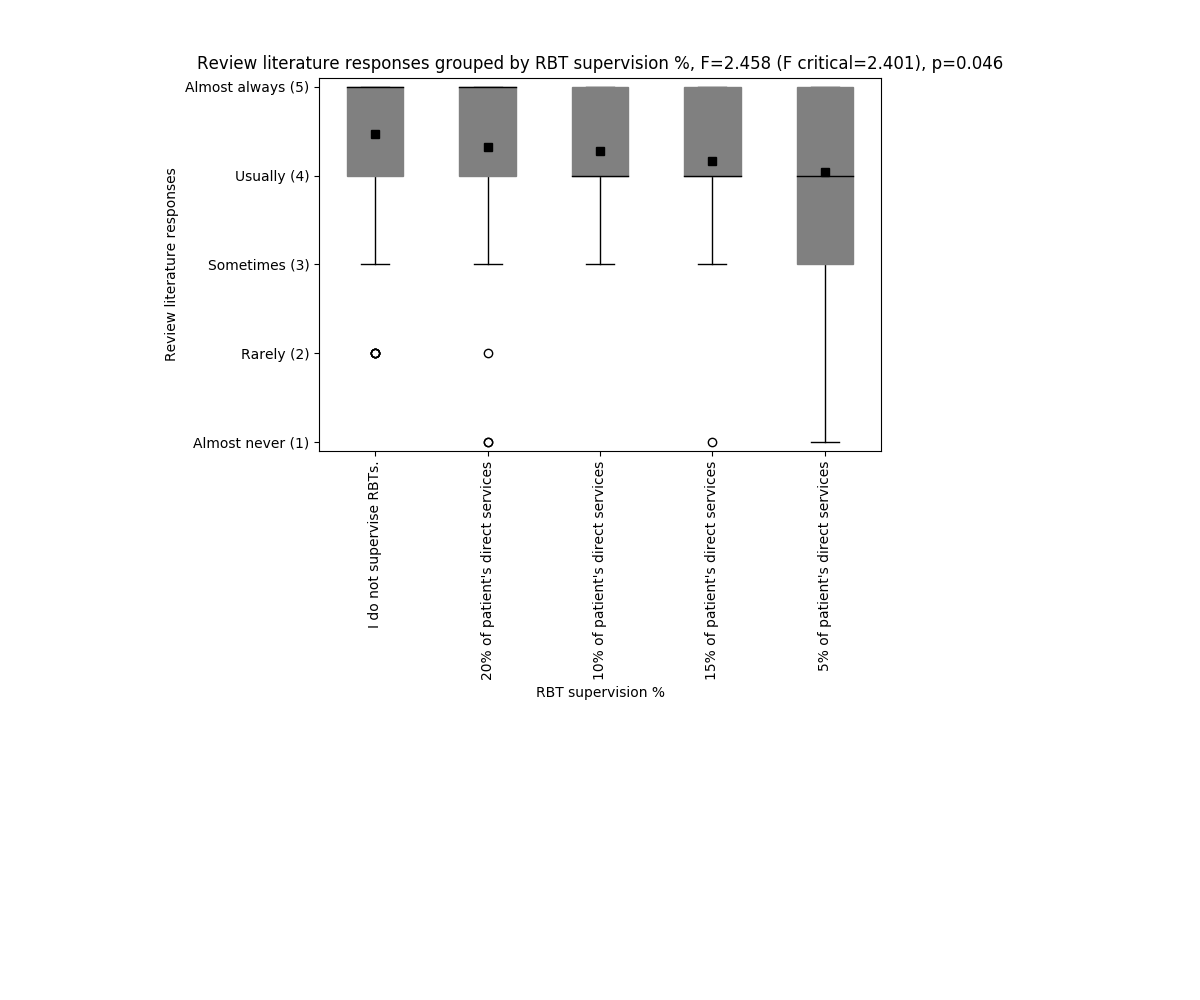 Review literature responses grouped by RBT supervision %, F=2.458 (F critical=2.401), p=0.046
Review literature responses
Almost always (5)
Usually (4)
Sometimes (3)
Rarely (2)
Almost never (1)
I do not supervise RBTs.
20% of patient's direct services
10% of patient's direct services
15% of patient's direct services
5% of patient's direct services
RBT supervision %